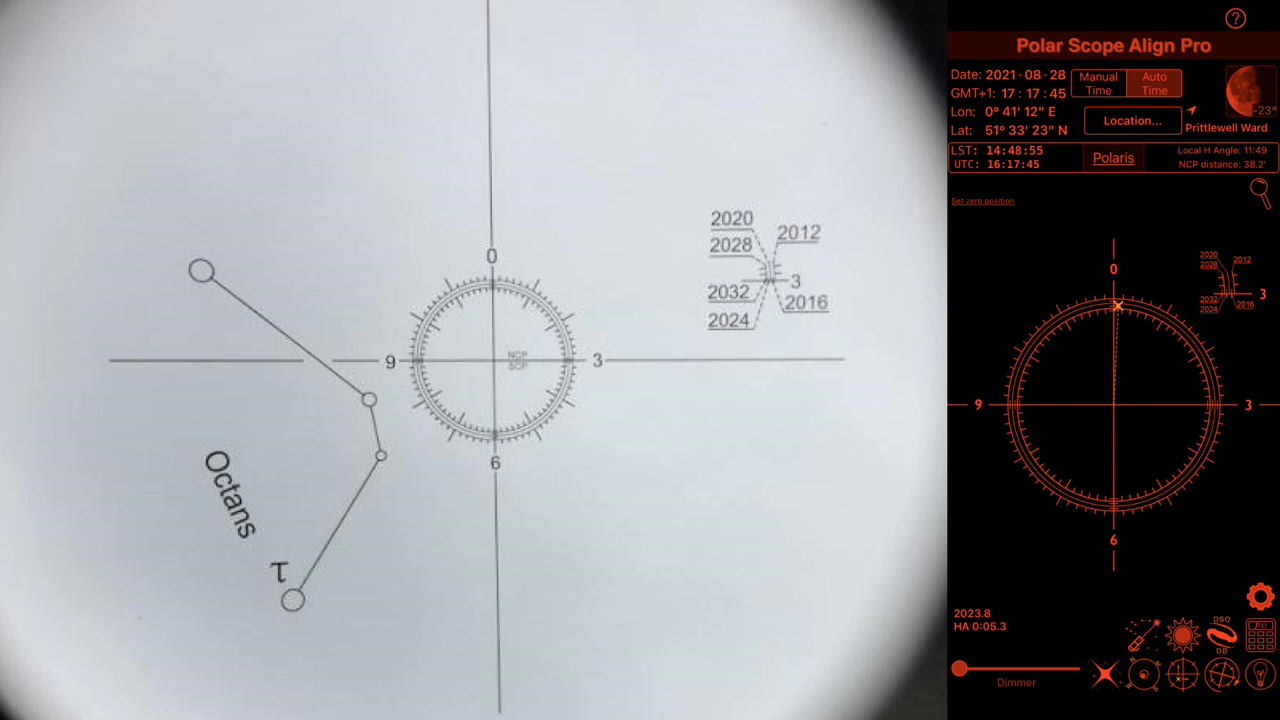 0
2020
2012
2028
3
2032
2016
2024
9
NCP
SCP
3
6
Octans
τ
?
Polar Scope Align Pro
Date: 2021-08-28
Manual Time
Auto Time
GMT+1: 17:17:45
Lon: 0° 41' 12" E
Location...
-23°
Lat: 51° 33' 23" N
Prittlewell Ward
LST: 14:48:55
UTC: 16:17:45
Polaris
Local H Angle: 11:49
NCP distance: 38.2'
Set zero position
0
2020
2012
2028
3
2032
2016
2024
9
3
6
2023.8
HA 0:05.3
DSO
DB
Dimmer